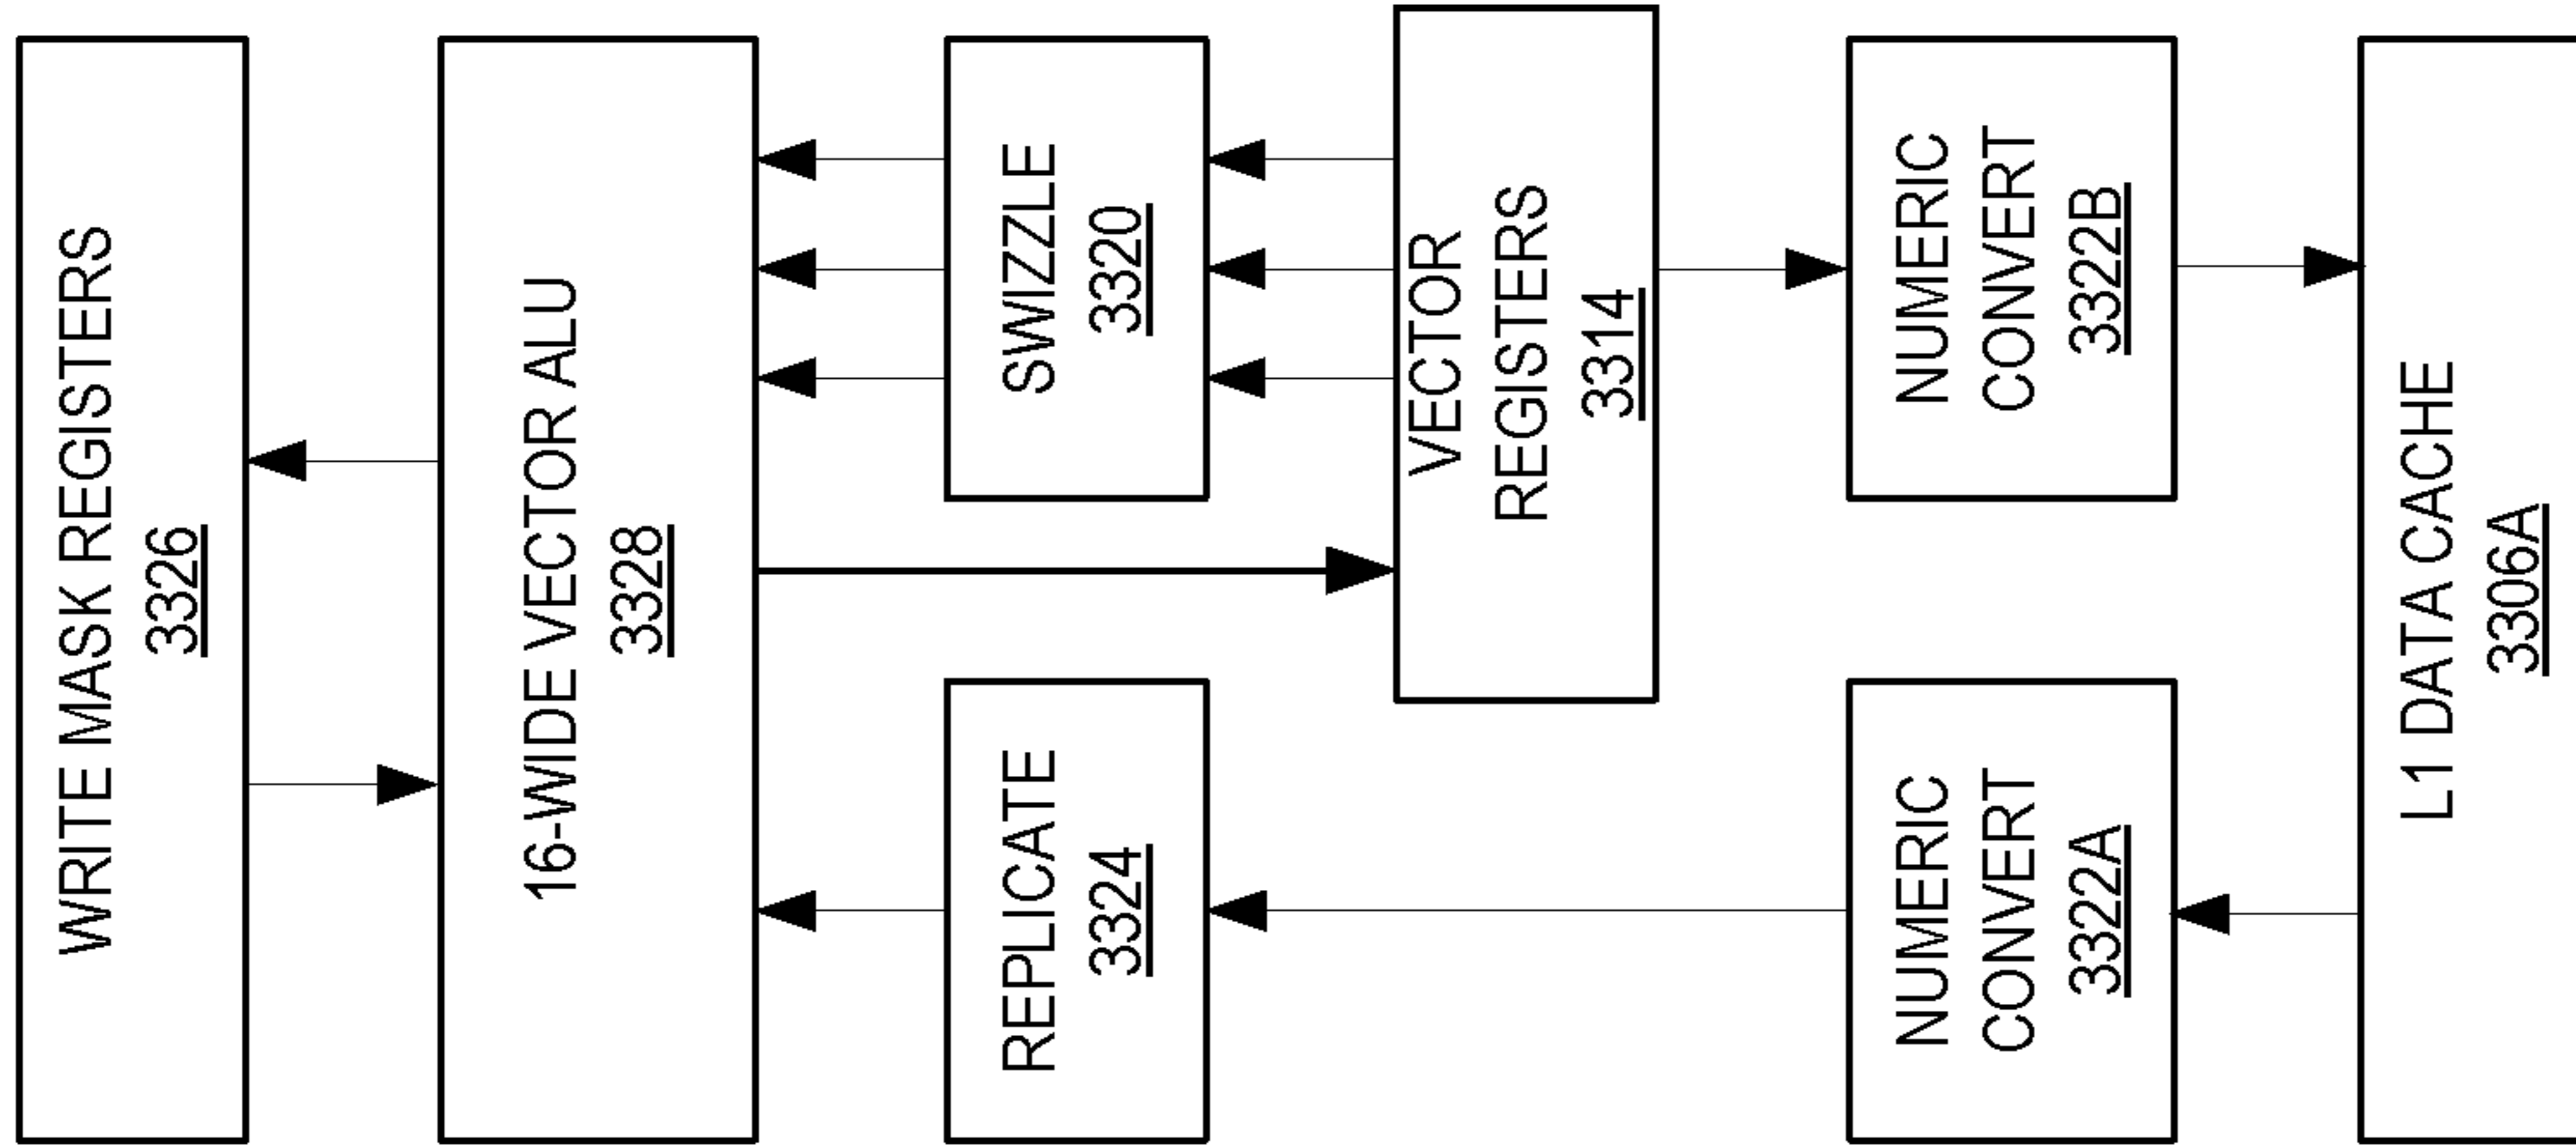 WRITE MASK REGISTERS
3326
16-WIDE VECTOR ALU
3328
REPLICATE
3324
SWIZZLE
3320
VECTOR
REGISTERS
3314
NUMERIC
CONVERT
3322A
NUMERIC
CONVERT
3322B
L1 DATA CACHE
3306A